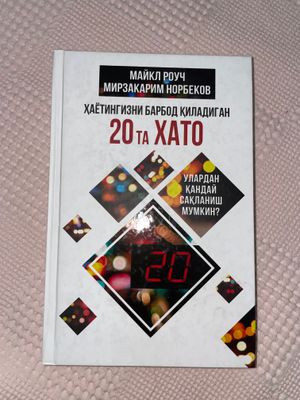 МАЙКЛ РОУЧ
МИРЗАКАРИМ НОРБЕКОВ
ҲАЁТИНГИЗНИ БАРБОД ҚИЛАДИГАН
20 ТА ХАТО
УЛАРДАН
ҚАНДАЙ
САҚЛАНИШ
МУМКИН?
20